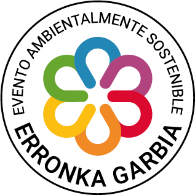 EVENTO AMBIENTALMENTE SOSTENIBLE
ERRONKA GARBIA